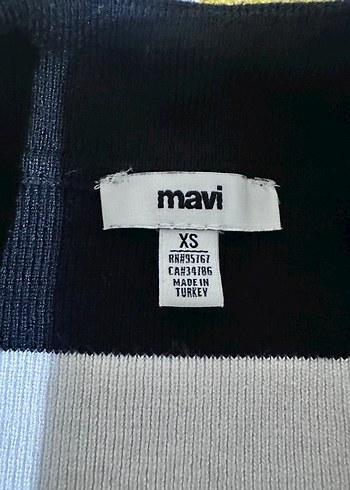 mavi
XS
RN#95767
CA#34786
MADE IN
TURKEY